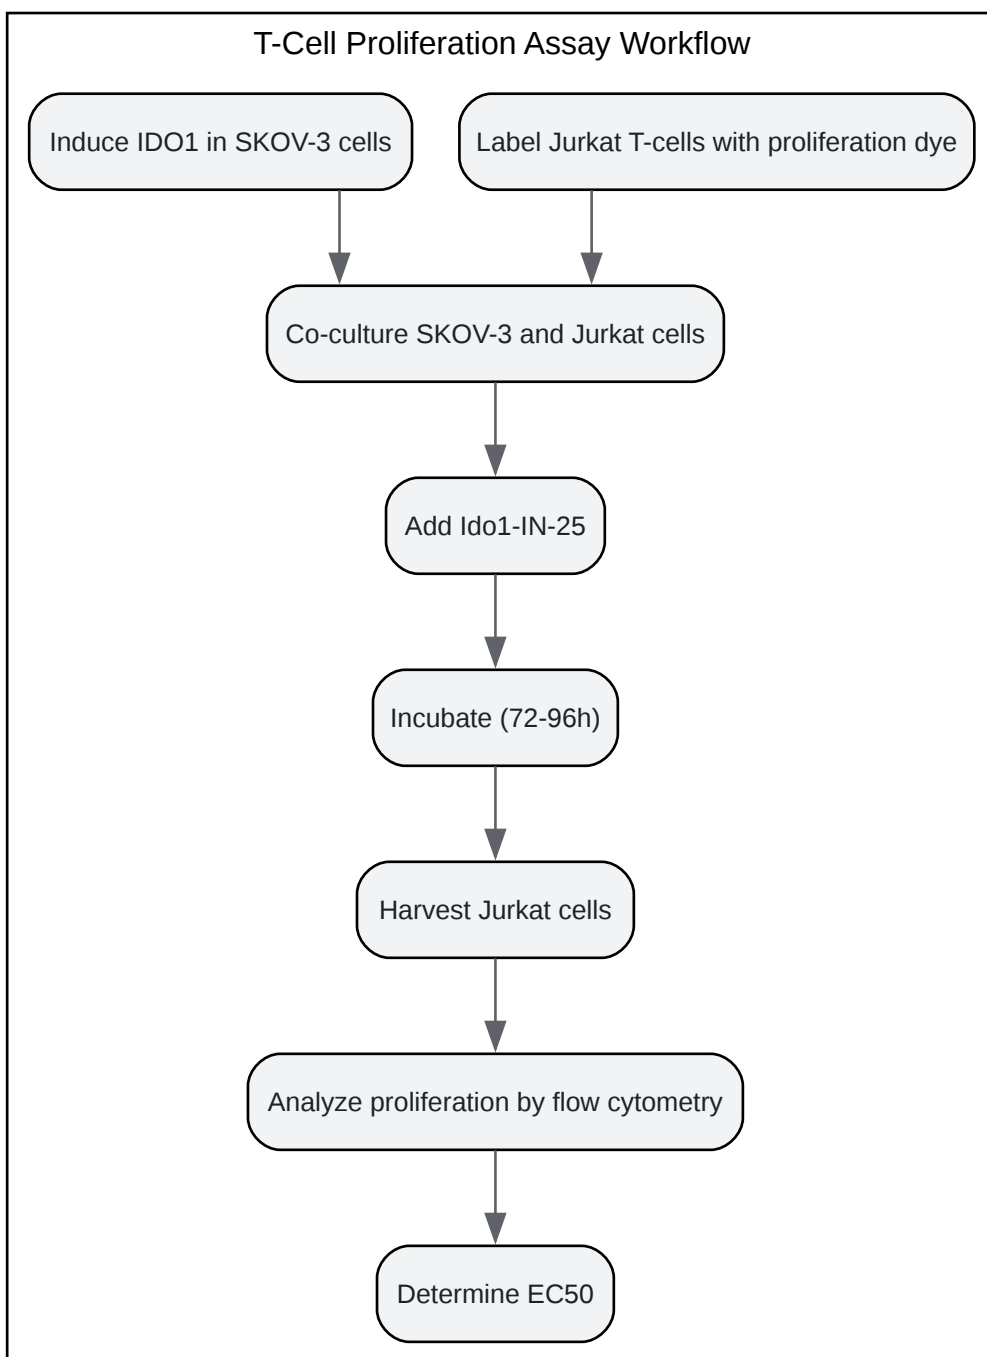 T-Cell Proliferation Assay Workflow
Induce IDO1 in SKOV-3 cells
Label Jurkat T-cells with proliferation dye
Co-culture SKOV-3 and Jurkat cells
Add Ido1-IN-25
Incubate (72-96h)
Harvest Jurkat cells
Analyze proliferation by flow cytometry
Determine EC50